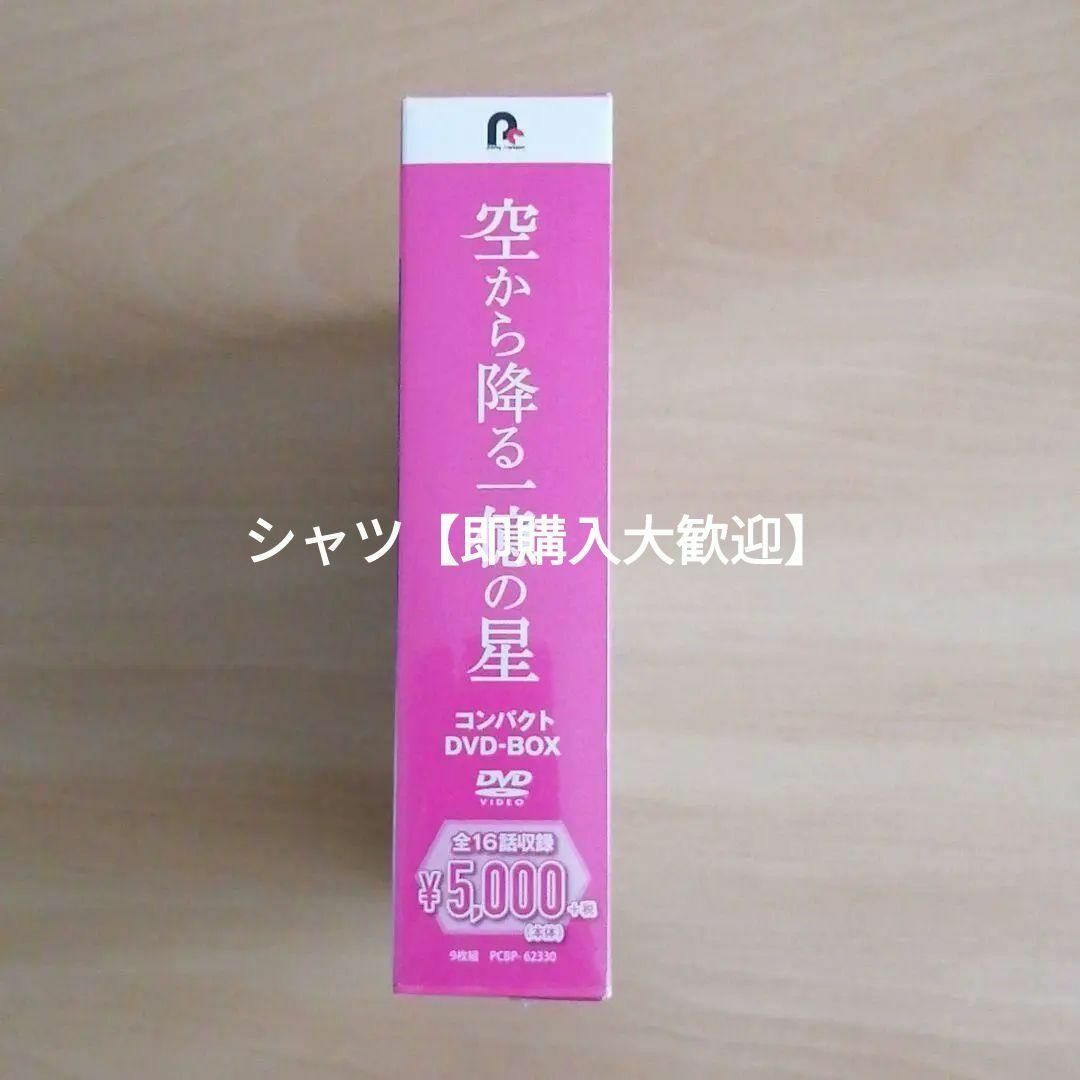 空から降る一億の星
シャツ【即購入大歓迎】
コンパクト
DVD-BOX
DVD
VIDEO
全16話収録
¥5,000+税
(本体)
9枚組 PCBP-62330